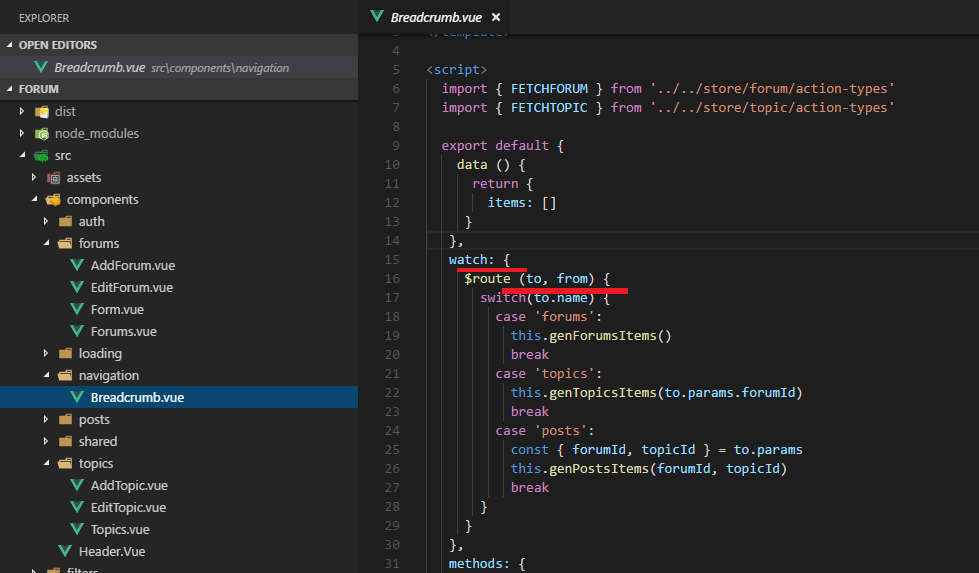 EXPLORER
OPEN EDITORS
Breadcrumb.vue src\components\navigation
FORUM
dist
node_modules
src
assets
components
auth
forums
AddForum.vue
EditForum.vue
Form.vue
Forums.vue
loading
navigation
Breadcrumb.vue
posts
shared
topics
AddTopic.vue
EditTopic.vue
Topics.vue
Header.Vue
filters
Breadcrumb.vue ×
3 </template>
4
5 <script>
6 import { FETCHFORUM } from '../../store/forum/action-types'
7 import { FETCHTOPIC } from '../../store/topic/action-types'
8
9 export default {
10 data () {
11 return {
12 items: []
13 }
14 },
15 watch: {
16 $route (to, from) {
17 switch(to.name) {
18 case 'forums':
19 this.genForumsItems()
20 break
21 case 'topics':
22 this.genTopicsItems(to.params.forumId)
23 break
24 case 'posts':
25 const { forumId, topicId } = to.params
26 this.genPostsItems(forumId, topicId)
27 break
28 }
29 }
30 },
31 methods: {